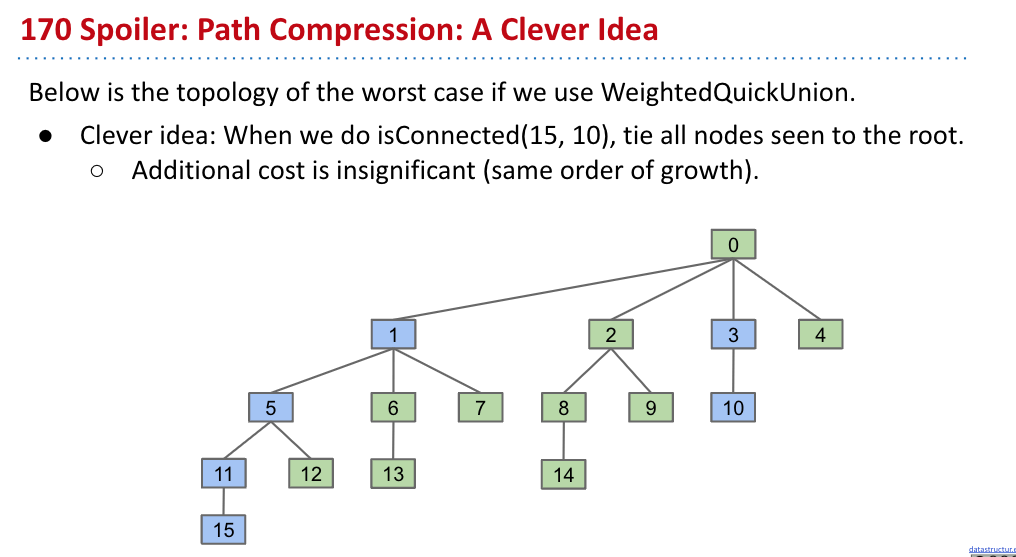 170 Spoiler: Path Compression: A Clever Idea
Below is the topology of the worst case if we use WeightedQuickUnion.
● Clever idea: When we do isConnected(15, 10), tie all nodes seen to the root.
○ Additional cost is insignificant (same order of growth).
0
1 2 3 4
5 6 7 8 9 10
11 12 13 14
15